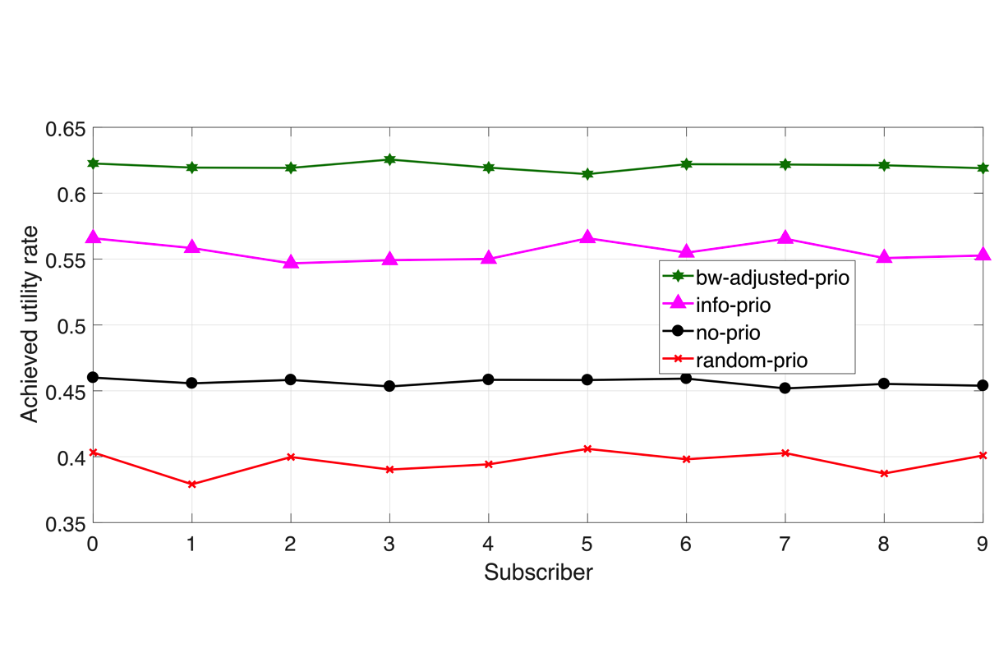 0.65
0.6
0.55
0.5
0.45
0.4
0.35
Achieved utility rate
bw-adjusted-prio
info-prio
no-prio
random-prio
0 1 2 3 4 5 6 7 8 9
Subscriber